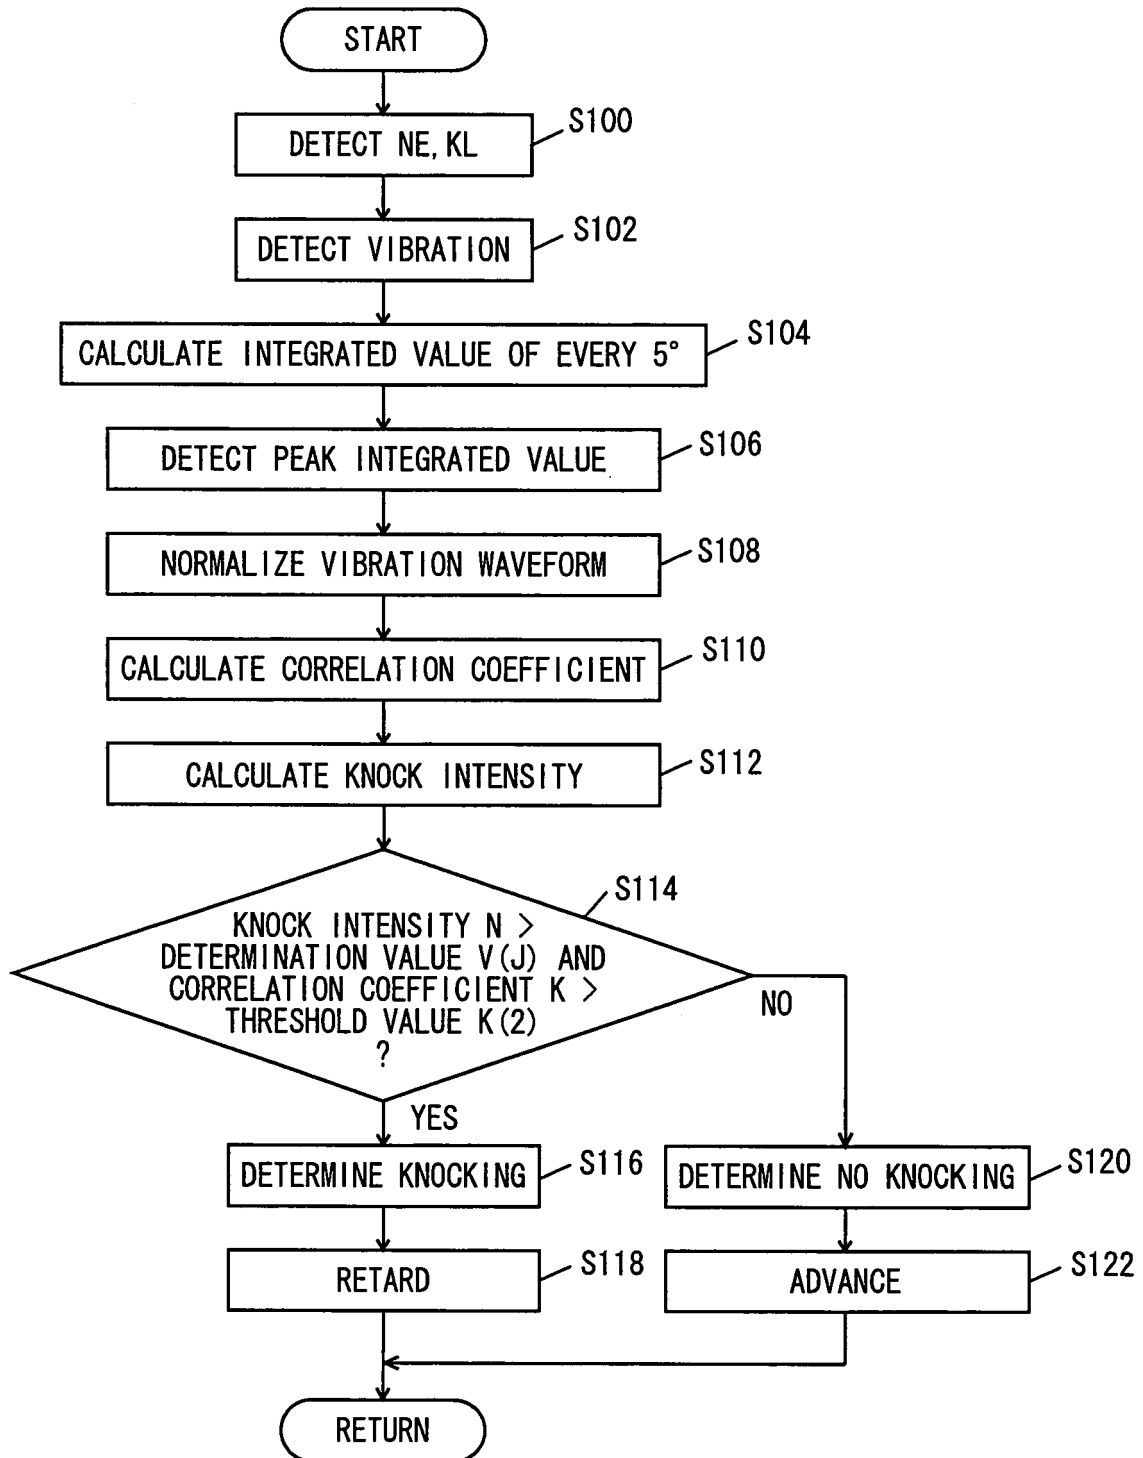 START
DETECT NE, KL
S100
DETECT VIBRATION
S102
CALCULATE INTEGRATED VALUE OF EVERY 5°
S104
DETECT PEAK INTEGRATED VALUE
S106
NORMALIZE VIBRATION WAVEFORM
S108
CALCULATE CORRELATION COEFFICIENT
S110
CALCULATE KNOCK INTENSITY
S112
S114
KNOCK INTENSITY N >
DETERMINATION VALUE V(J) AND
CORRELATION COEFFICIENT K >
THRESHOLD VALUE K(2)
?
NO
YES
DETERMINE KNOCKING
S116
DETERMINE NO KNOCKING
S120
RETARD
S118
ADVANCE
S122
RETURN